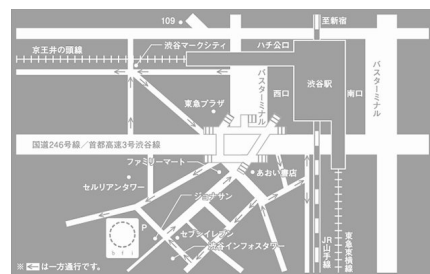 109
至新宿
渋谷マークシティ
ハチ公口
京王井の頭線
バスターミナル
渋谷駅
西口
南口
バスターミナル
東急プラザ
国道246号線／首都高速3号渋谷線
ファミリーマート
あおい書店
セルリアンタワー
ジョナサン
P
セブンイレブン
渋谷インフォスタワー
JR山手線
東急東横線
※は一方通行です。